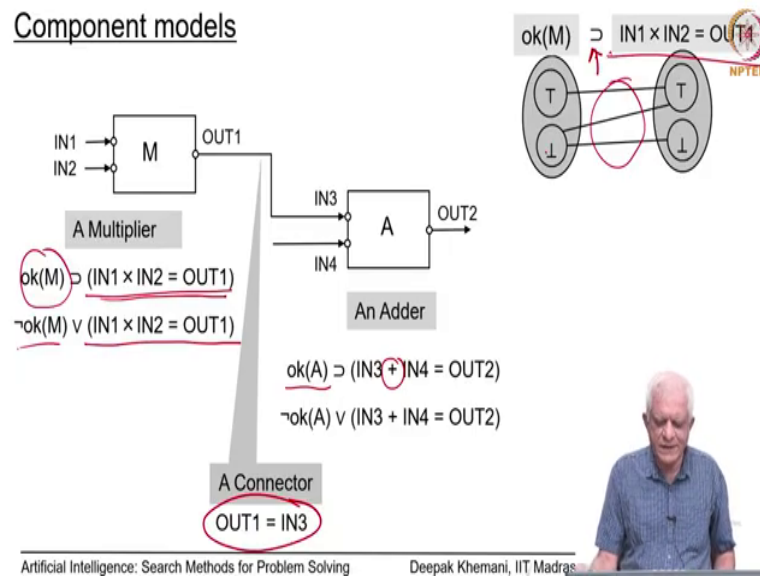 Component models
ok(M) ⊃ IN1 × IN2 = OUT1
NPTEL
⊤ ⊤
⊥ ⊥
IN1
IN2
M
OUT1
IN3
IN4
A
OUT2
A Multiplier
ok(M) ⊃ (IN1 × IN2 = OUT1)
¬ok(M) ∨ (IN1 × IN2 = OUT1)
An Adder
ok(A) ⊃ (IN3 + IN4 = OUT2)
¬ok(A) ∨ (IN3 + IN4 = OUT2)
A Connector
OUT1 = IN3
Artificial Intelligence: Search Methods for Problem Solving
Deepak Khemani, IIT Madras